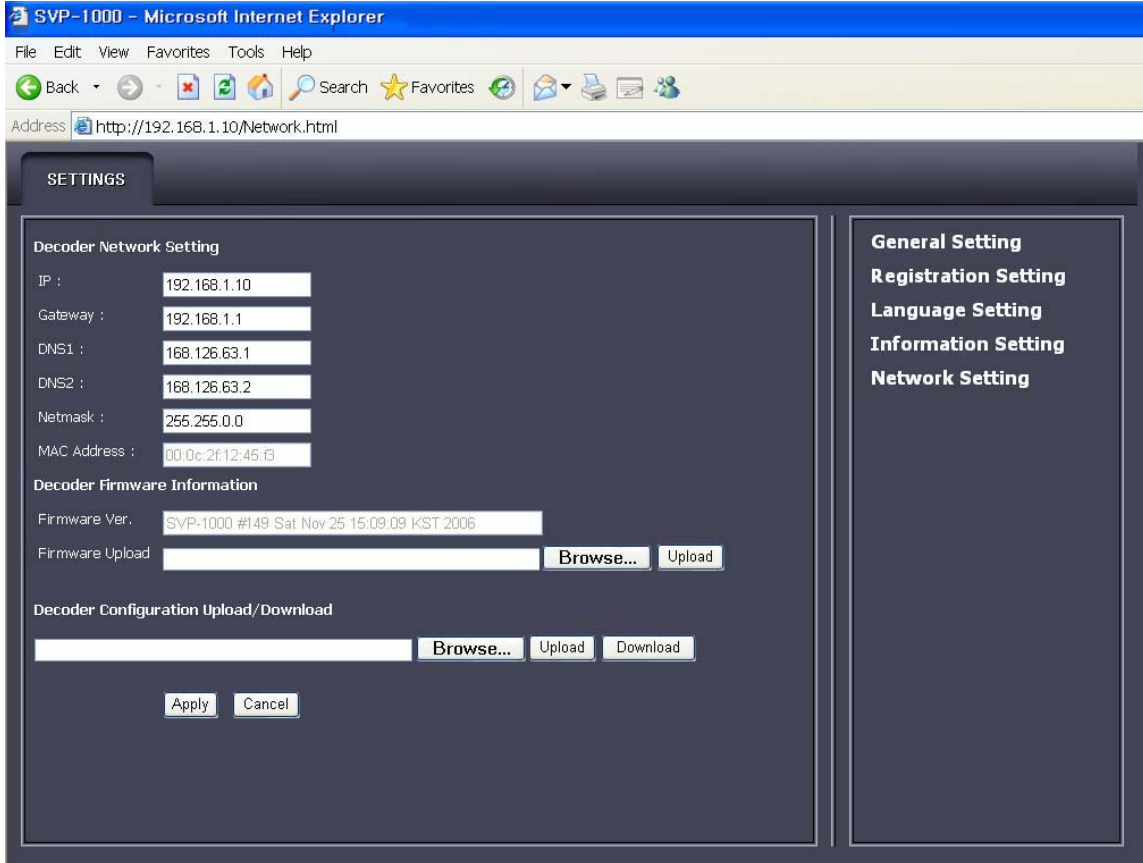 SVP-1000 - Microsoft Internet Explorer
File Edit View Favorites Tools Help
Back Search Favorites
Address http://192.168.1.10/Network.html
SETTINGS
Decoder Network Setting
IP : 192.168.1.10
Gateway : 192.168.1.1
DNS1 : 168.126.63.1
DNS2 : 168.126.63.2
Netmask : 255.255.0.0
MAC Address : 00:0c:2f:12:45:f3
Decoder Firmware Information
Firmware Ver. SVP-1000 #149 Sat Nov 25 15:09:09 KST 2006
Firmware Upload Browse... Upload
Decoder Configuration Upload/Download
Browse... Upload Download
Apply Cancel
General Setting
Registration Setting
Language Setting
Information Setting
Network Setting